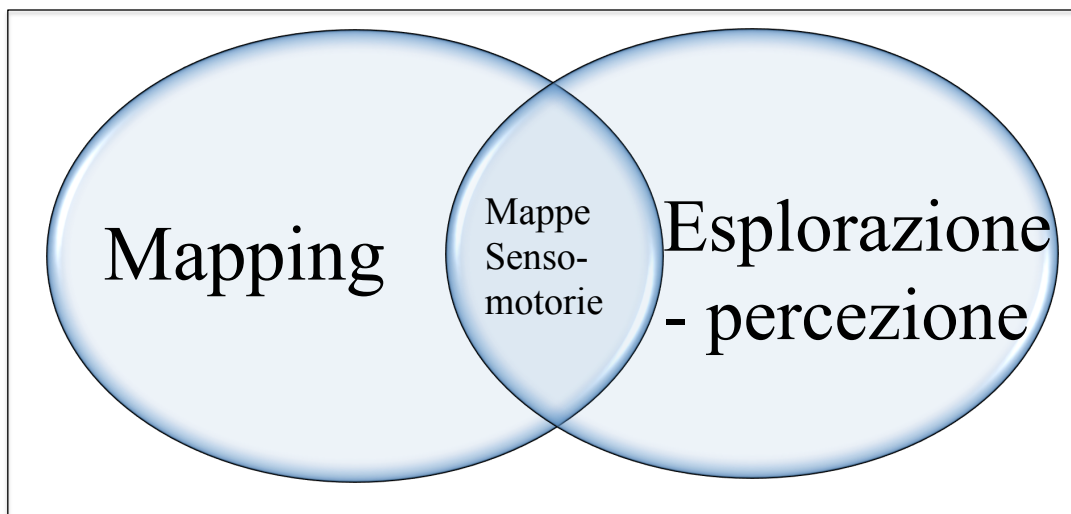 Mapping
Mappe
Senso-
motorie
Esplorazione
- percezione